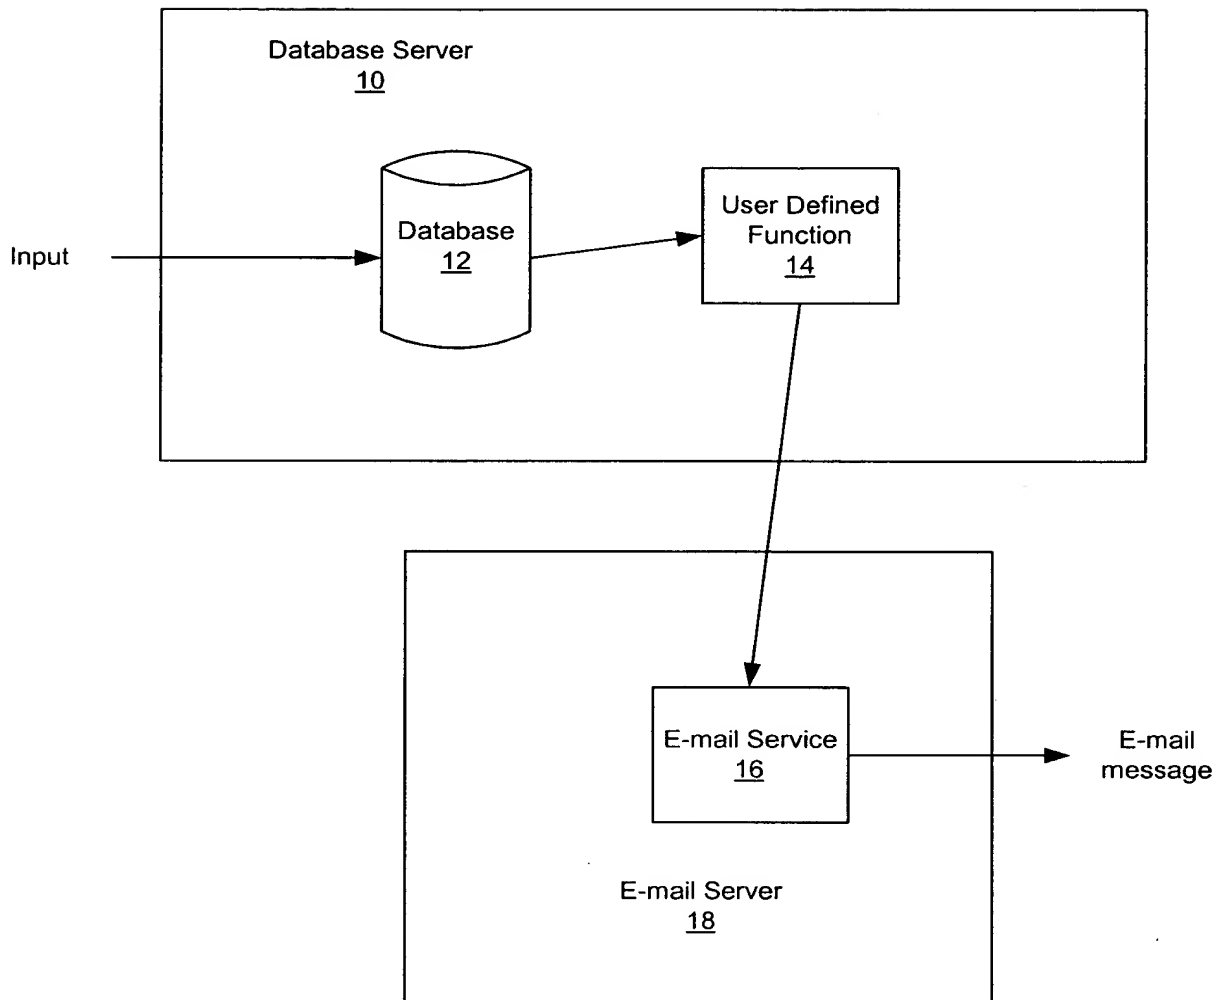 Database Server
10
Database
12
User Defined
Function
14
Input
E-mail Service
16
E-mail
message
E-mail Server
18